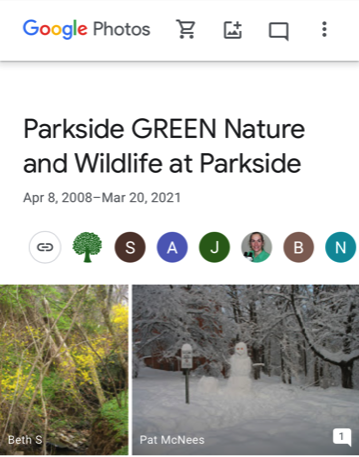 Google Photos
Parkside GREEN Nature
and Wildlife at Parkside
Apr 8, 2008–Mar 20, 2021
S A J B N
Beth S
Pat McNees
1